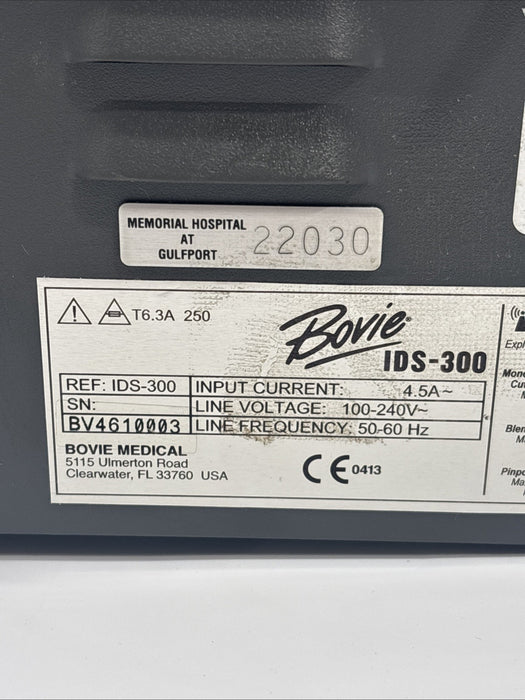 MEMORIAL HOSPITAL
AT
GULFPORT
22030
T6.3A 250
Bovie®
IDS-300
REF: IDS-300
INPUT CURRENT: 4.5A~
SN:
LINE VOLTAGE: 100-240V~
BV4610003
LINE FREQUENCY: 50-60 Hz
BOVIE MEDICAL
5115 Ulmerton Road
Clearwater, FL 33760 USA
CE 0413